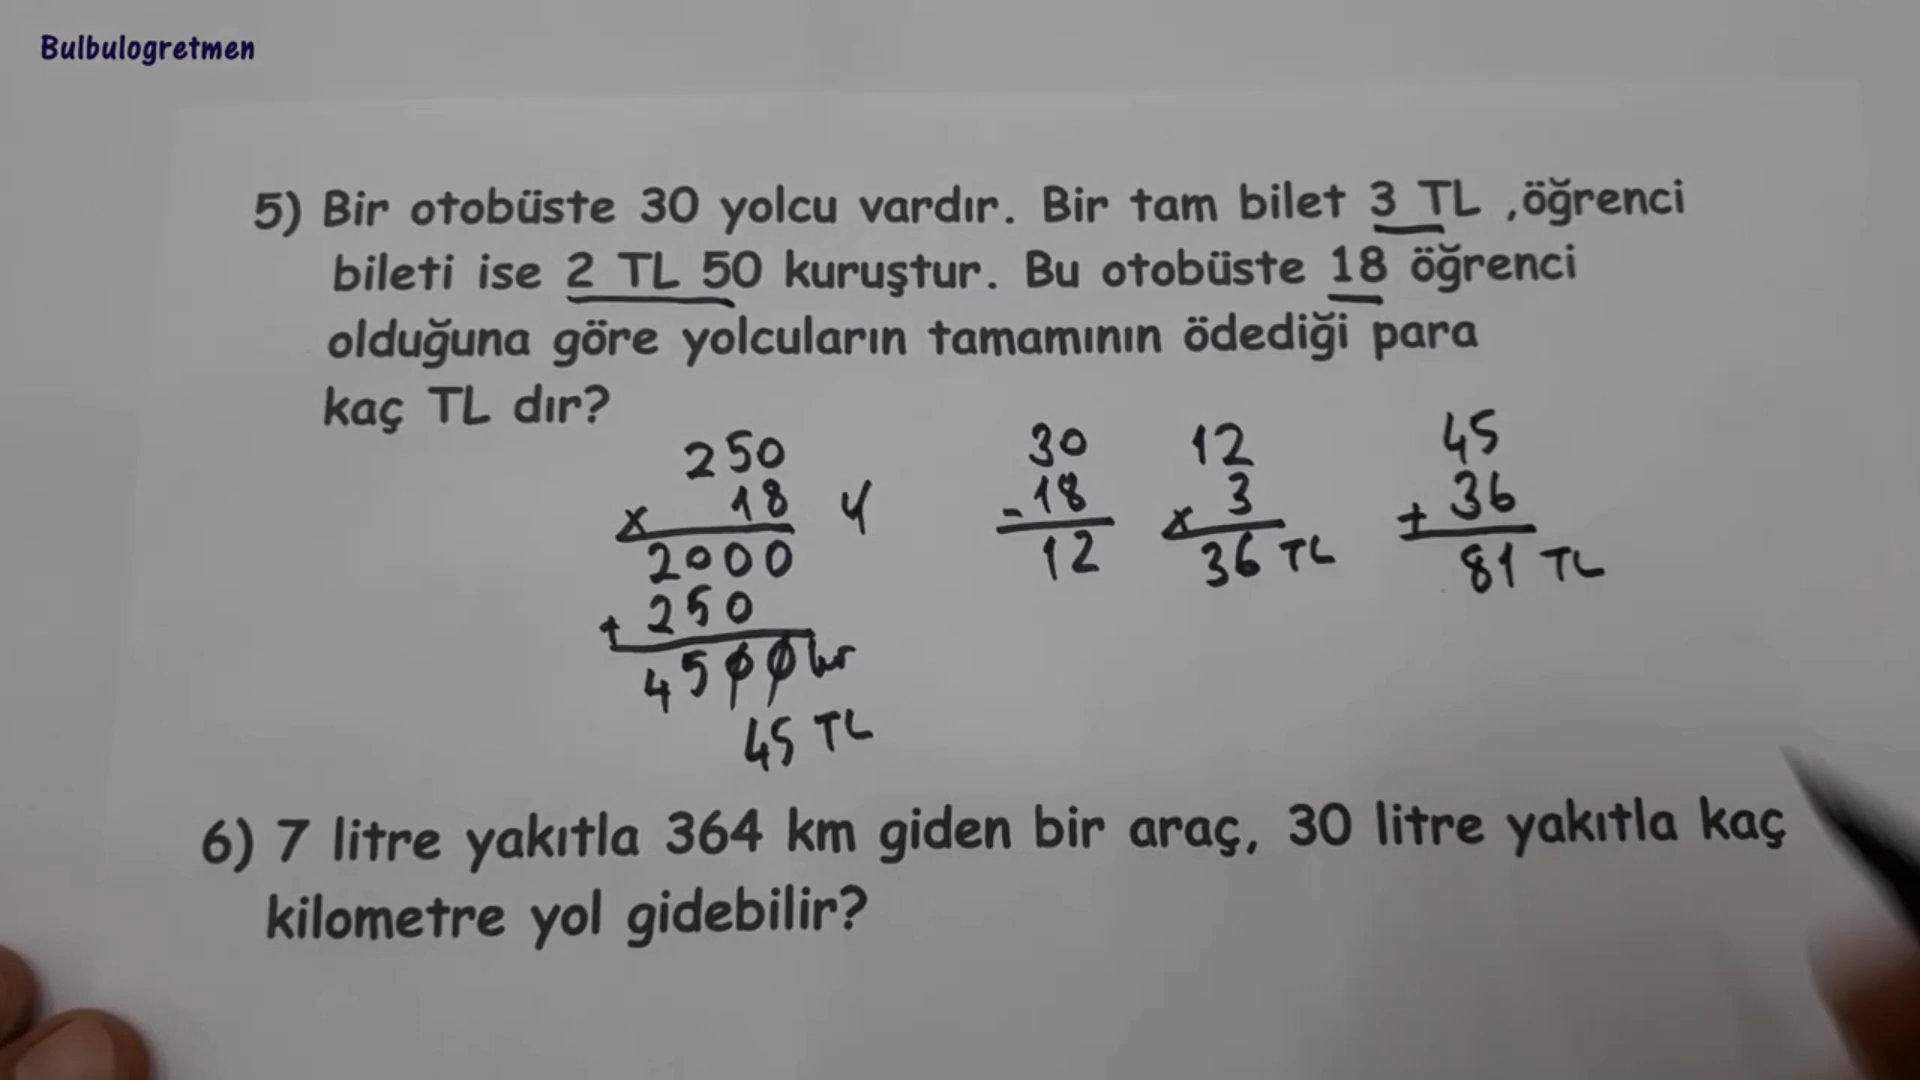 Bulbulogretmen
5) Bir otobüste 30 yolcu vardır. Bir tam bilet 3 TL ,öğrenci
bileti ise 2 TL 50 kuruştur. Bu otobüste 18 öğrenci
olduğuna göre yolcuların tamamının ödediği para
kaç TL dır?
250
x 18 4
2000
+ 250
4500 kr
45 TL
30
- 18
12
12
x 3
36 TL
45
+ 36
81 TL
6) 7 litre yakıtla 364 km giden bir araç, 30 litre yakıtla kaç
kilometre yol gidebilir?